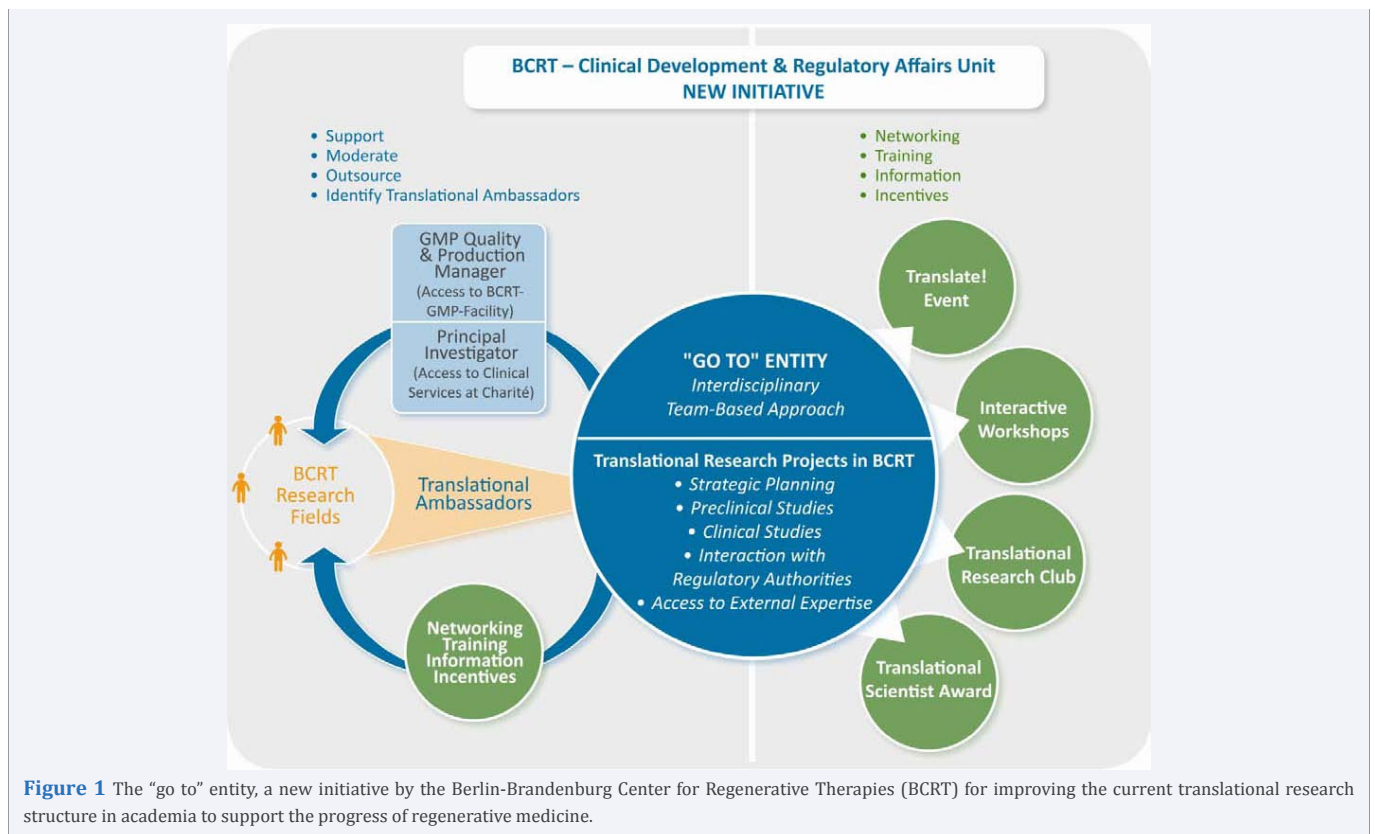 BCRT – Clinical Development & Regulatory Affairs Unit
NEW INITIATIVE
• Support
• Moderate
• Outsource
• Identify Translational Ambassadors
• Networking
• Training
• Information
• Incentives
GMP Quality
& Production
Manager
(Access to BCRT-
GMP-Facility)
Principal
Investigator
(Access to Clinical
Services at Charité)
BCRT
Research
Fields
Translational
Ambassadors
Networking
Training
Information
Incentives
"GO TO" ENTITY
Interdisciplinary
Team-Based Approach
Translational Research Projects in BCRT
• Strategic Planning
• Preclinical Studies
• Clinical Studies
• Interaction with
Regulatory Authorities
• Access to External Expertise
Translate!
Event
Interactive
Workshops
Translational
Research Club
Translational
Scientist Award
Figure 1 The “go to” entity, a new initiative by the Berlin-Brandenburg Center for Regenerative Therapies (BCRT) for improving the current translational research
structure in academia to support the progress of regenerative medicine.